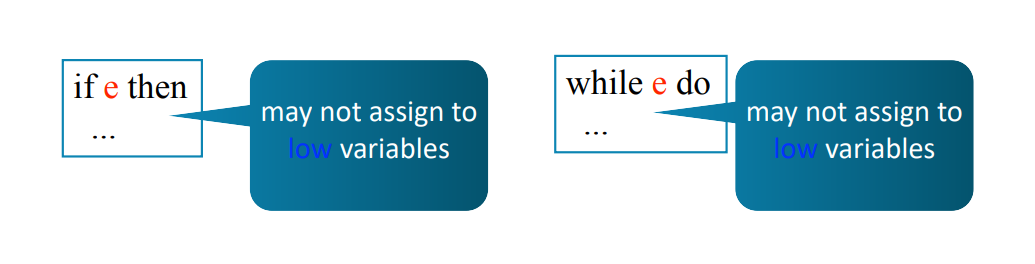 if e then
...
may not assign to
low variables
while e do
...
may not assign to
low variables